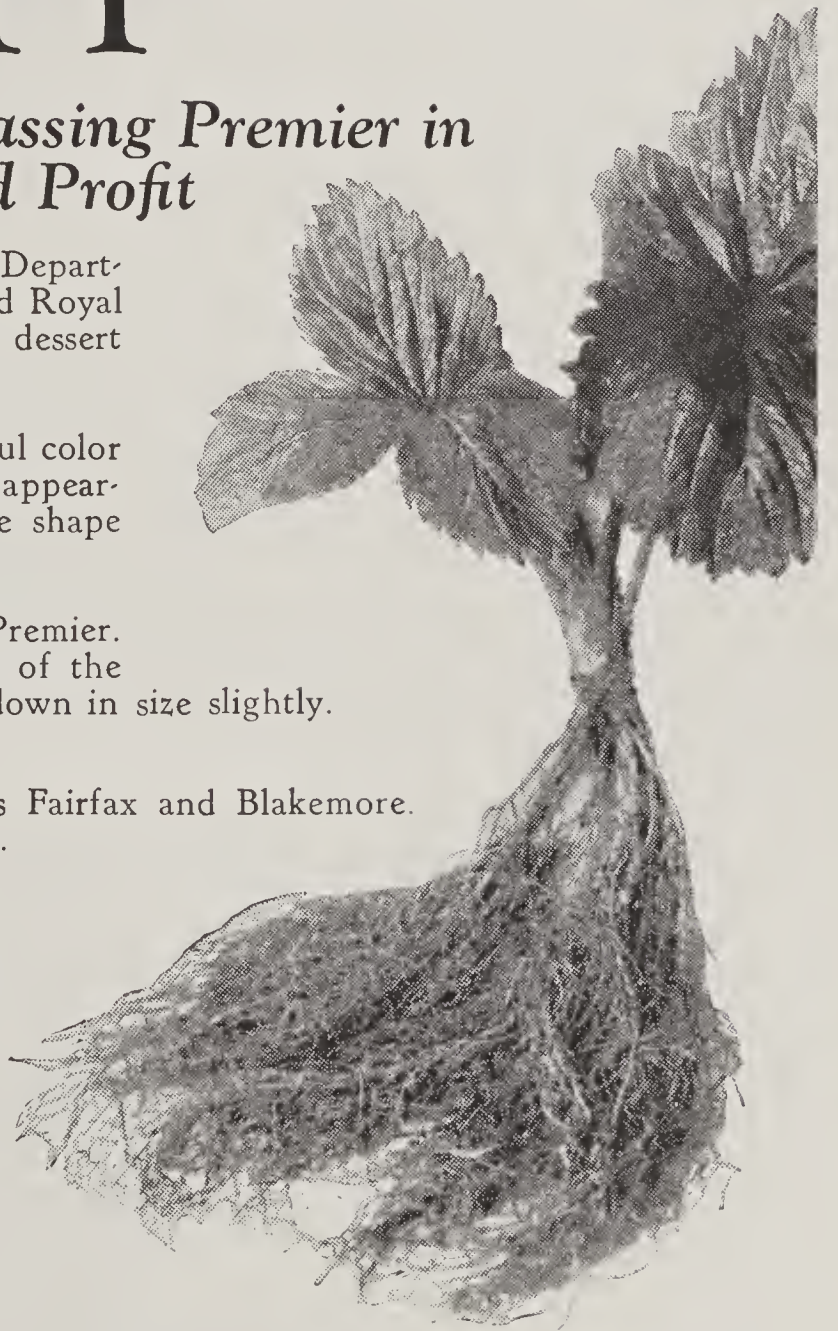 assing Premier in
d Profit
Depart-
d Royal
dessert
ul color
appear-
e shape
Premier.
of the
down in size slightly.
s Fairfax and Blakemore.
.